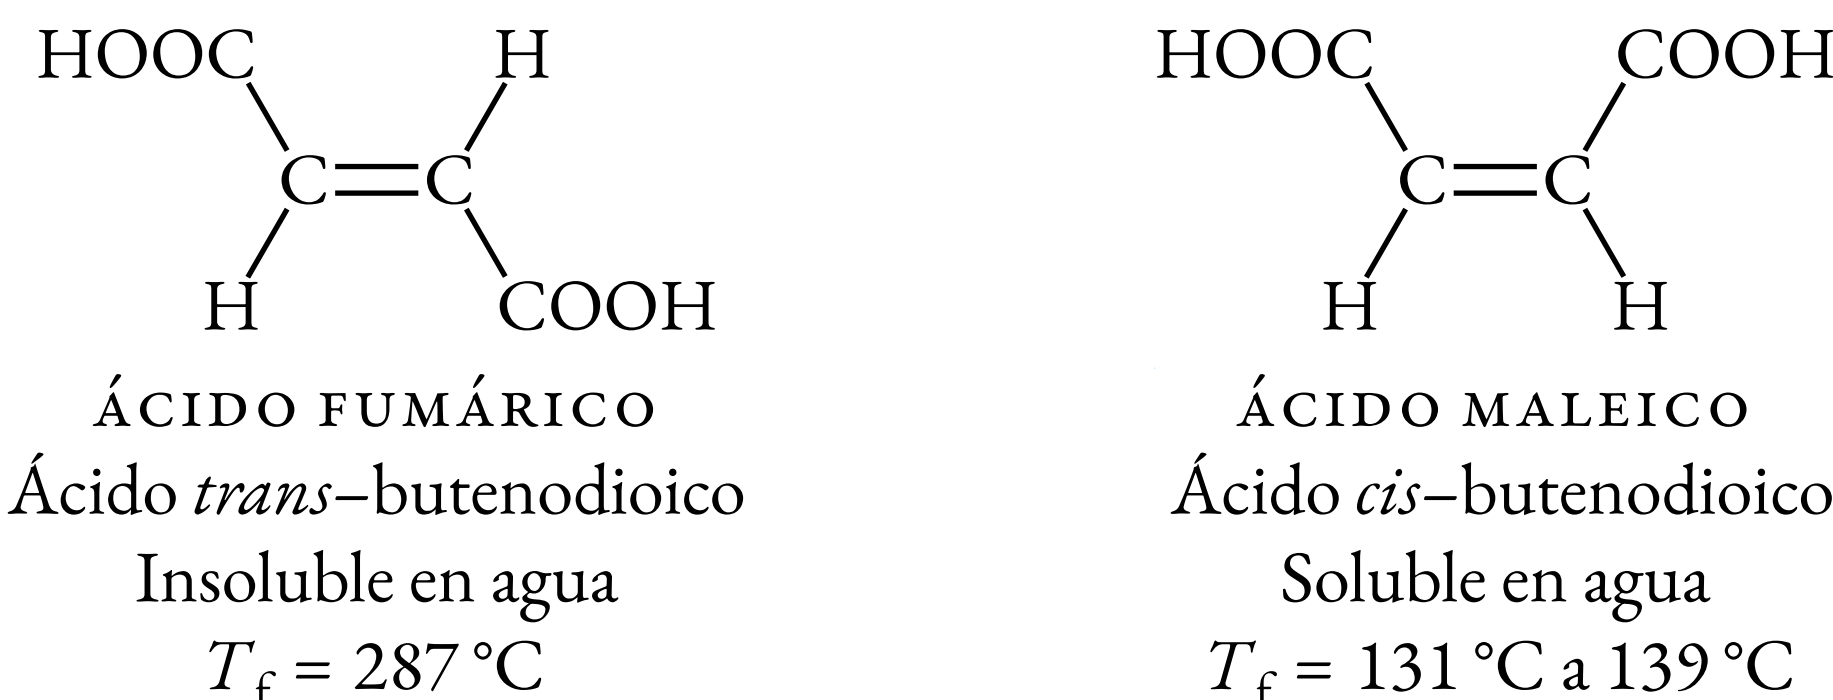 HOOC H
C=C
H COOH
ÁCIDO FUMÁRICO
Ácido trans–butenodioico
Insoluble en agua
Tf = 287 °C
HOOC COOH
C=C
H H
ÁCIDO MALEICO
Ácido cis–butenodioico
Soluble en agua
Tf = 131 °C a 139 °C